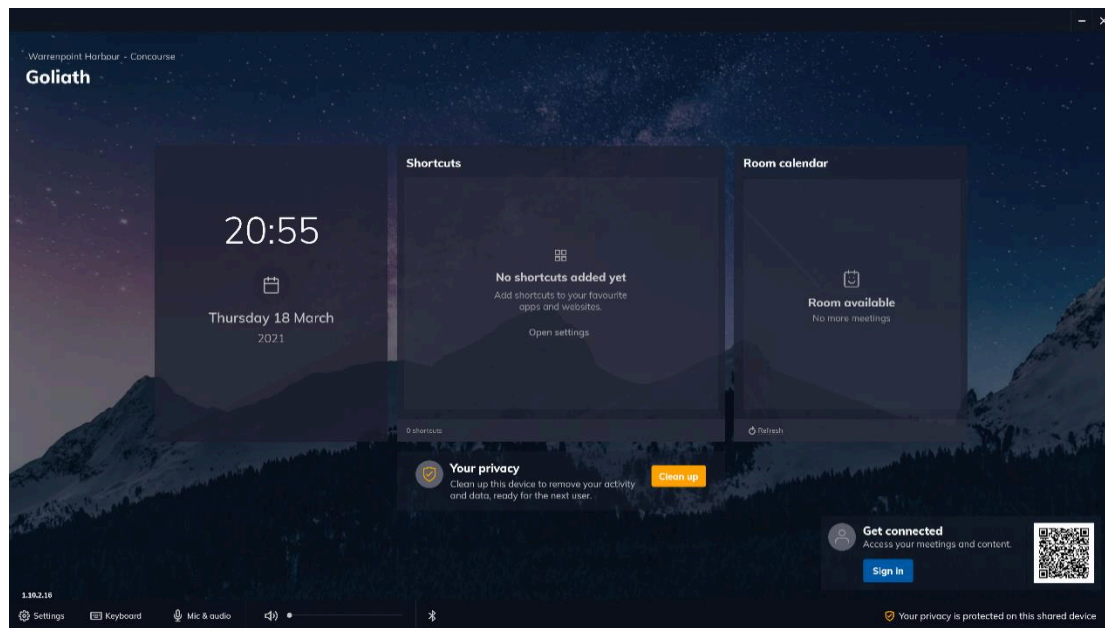 Warrenpoint Harbour - Concourse
Goliath
20:55
Thursday 18 March
2021
Shortcuts
No shortcuts added yet
Add shortcuts to your favourite
apps and websites.
Open settings
0 shortcuts
Room calendar
Room available
No more meetings
Refresh
Your privacy
Clean up this device to remove your activity
and data, ready for the next user.
Clean up
Get connected
Access your meetings and content.
Sign in
1.10.2.16
Settings
Keyboard
Mic & audio
Your privacy is protected on this shared device